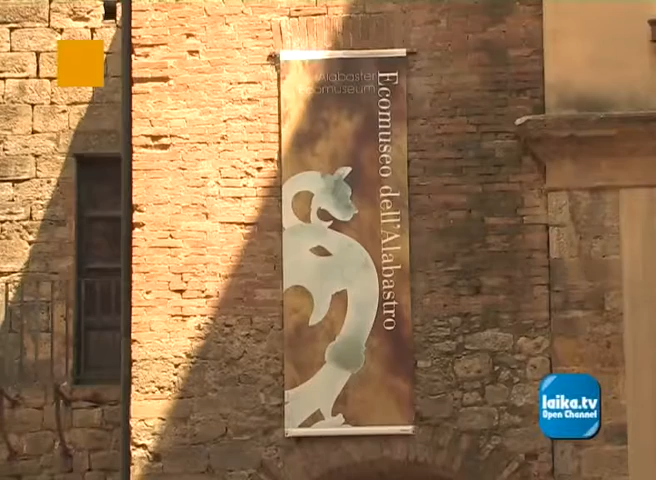 Alabaster
Ecomuseum
Ecomuseo dell'Alabastro
laika.tv
Open Channel